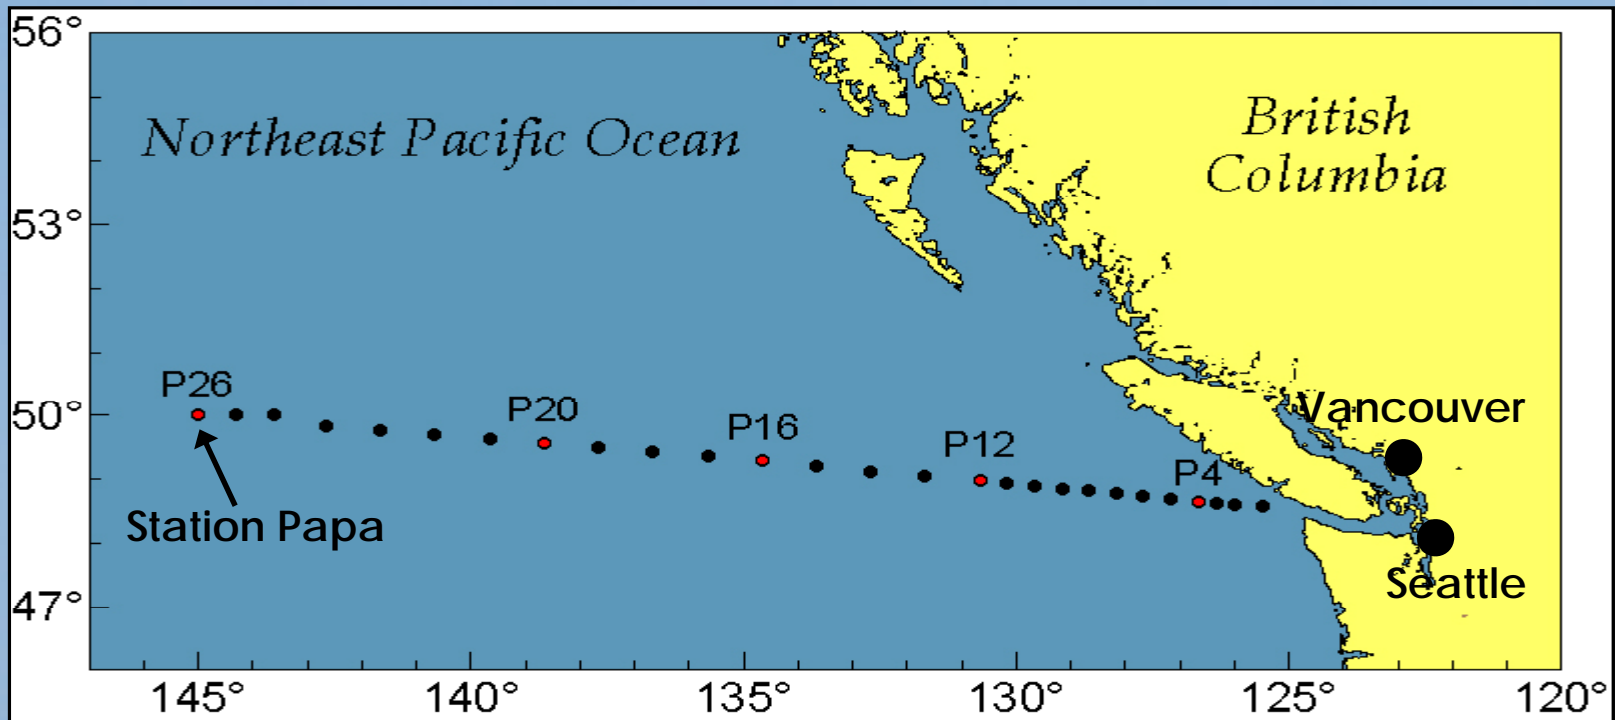 56°
Northeast Pacific Ocean
British
Columbia
53°
P26
50°
P20
P16
P12
P4
Vancouver
Station Papa
Seattle
47°
145°
140°
135°
130°
125°
120°